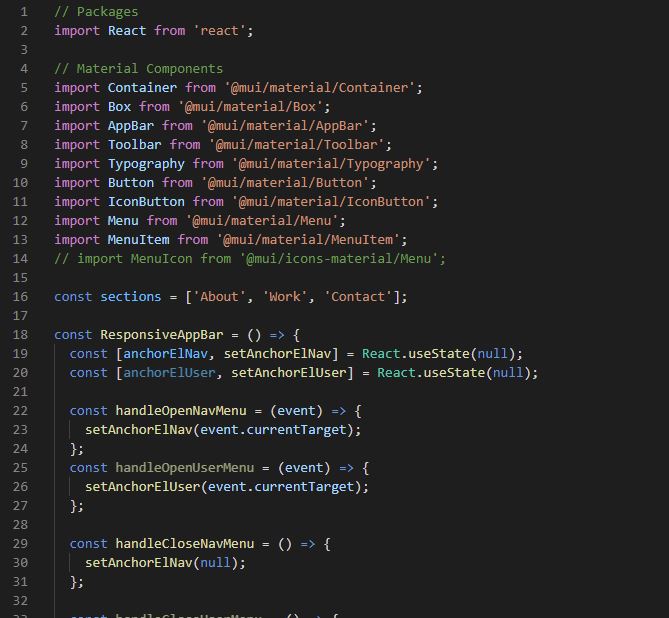 1 // Packages
2 import React from 'react';
3
4 // Material Components
5 import Container from '@mui/material/Container';
6 import Box from '@mui/material/Box';
7 import AppBar from '@mui/material/AppBar';
8 import Toolbar from '@mui/material/Toolbar';
9 import Typography from '@mui/material/Typography';
10 import Button from '@mui/material/Button';
11 import IconButton from '@mui/material/IconButton';
12 import Menu from '@mui/material/Menu';
13 import MenuItem from '@mui/material/MenuItem';
14 // import MenuIcon from '@mui/icons-material/Menu';
15
16 const sections = ['About', 'Work', 'Contact'];
17
18 const ResponsiveAppBar = () => {
19 const [anchorElNav, setAnchorElNav] = React.useState(null);
20 const [anchorElUser, setAnchorElUser] = React.useState(null);
21
22 const handleOpenNavMenu = (event) => {
23 setAnchorElNav(event.currentTarget);
24 };
25 const handleOpenUserMenu = (event) => {
26 setAnchorElUser(event.currentTarget);
27 };
28
29 const handleCloseNavMenu = () => {
30 setAnchorElNav(null);
31 };
32
33 const handleCloseUserMenu = () => {